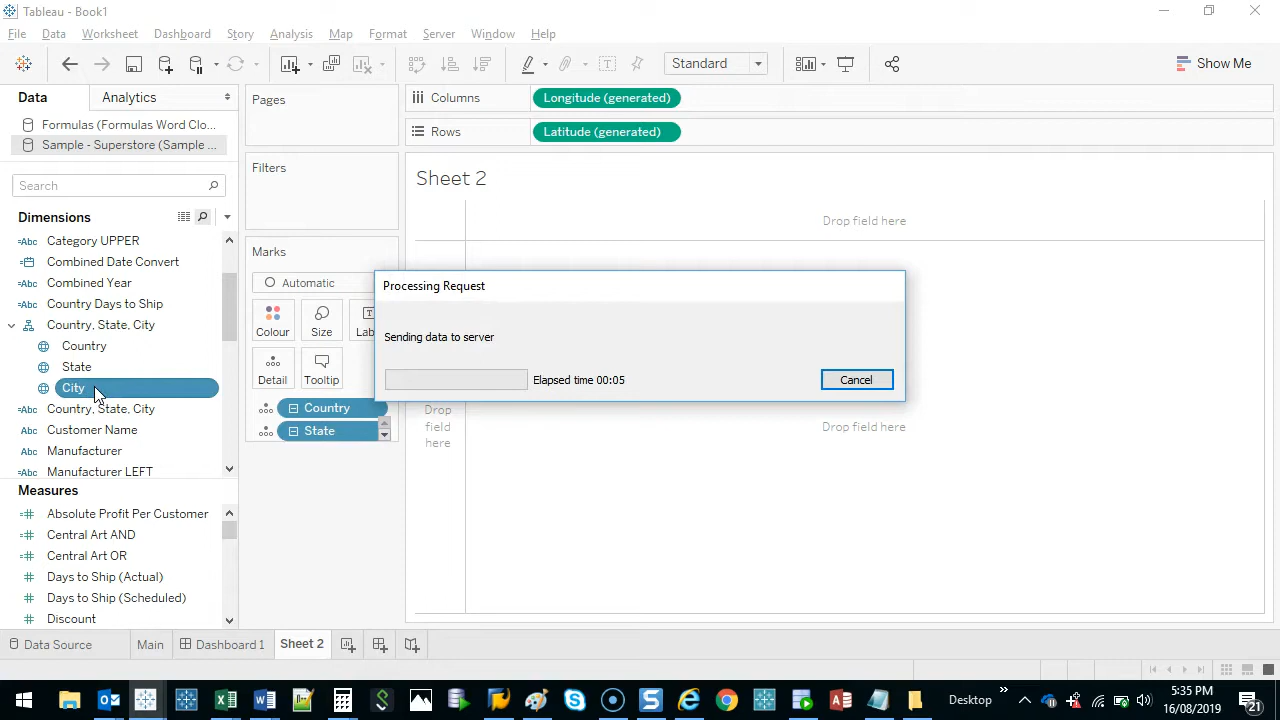 Tableau - Book1
File Data Worksheet Dashboard Story Analysis Map Format Server Window Help
Standard
Show Me
Data
Analytics
Formulas (Formulas Word Clo...
Sample - Superstore (Sample ...
Search
Dimensions
Category UPPER
Combined Date Convert
Combined Year
Country Days to Ship
Country, State, City
Country
State
City
Country, State, City
Customer Name
Manufacturer
Manufacturer LEFT
Measures
Absolute Profit Per Customer
Central Art AND
Central Art OR
Days to Ship (Actual)
Days to Ship (Scheduled)
Discount
Pages
Filters
Marks
Automatic
Colour
Size
Lab
Detail
Tooltip
Country
State
Columns
Longitude (generated)
Rows
Latitude (generated)
Sheet 2
Drop field here
Processing Request
Sending data to server
Elapsed time 00:05
Cancel
Drop
field
here
Drop field here
Data Source
Main
Dashboard 1
Sheet 2
Desktop
5:35 PM
16/08/2019
21